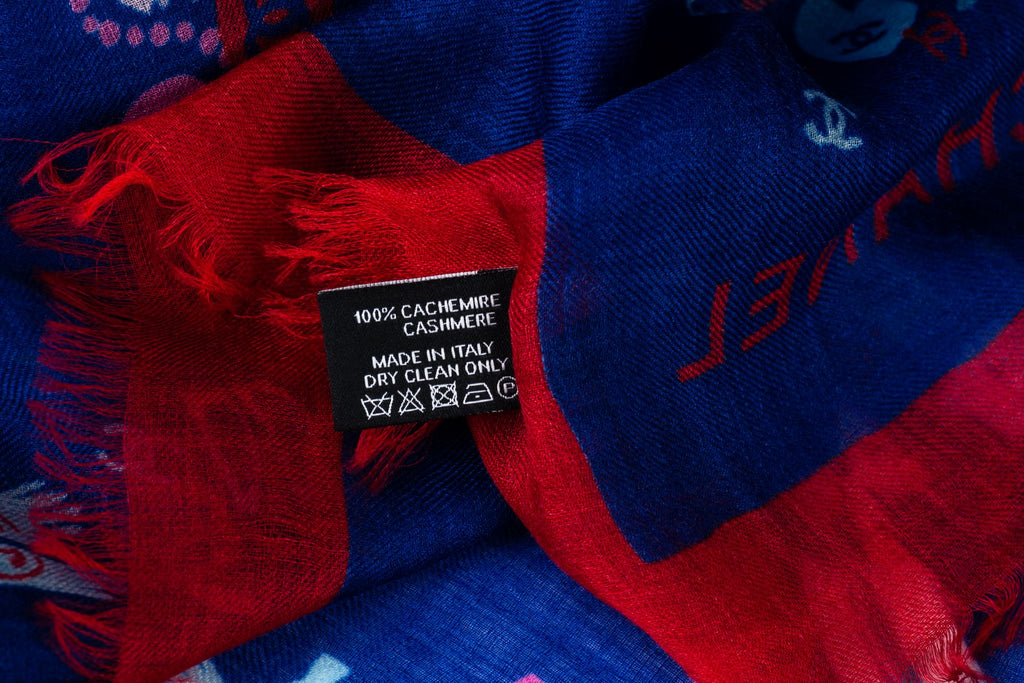 100% CACHEMIRE
CASHMERE
MADE IN ITALY
DRY CLEAN ONLY
P